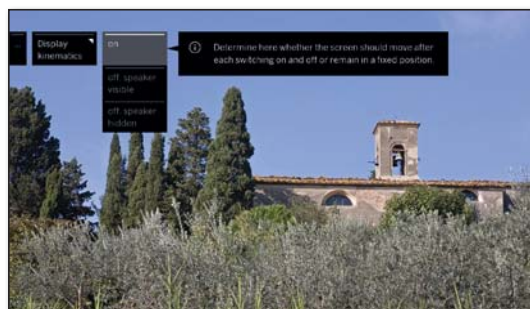 ...
Display
kinematics
on
off: speaker
visible
off: speaker
hidden
Determine here whether the screen should move after
each switching on and off or remain in a fixed position.